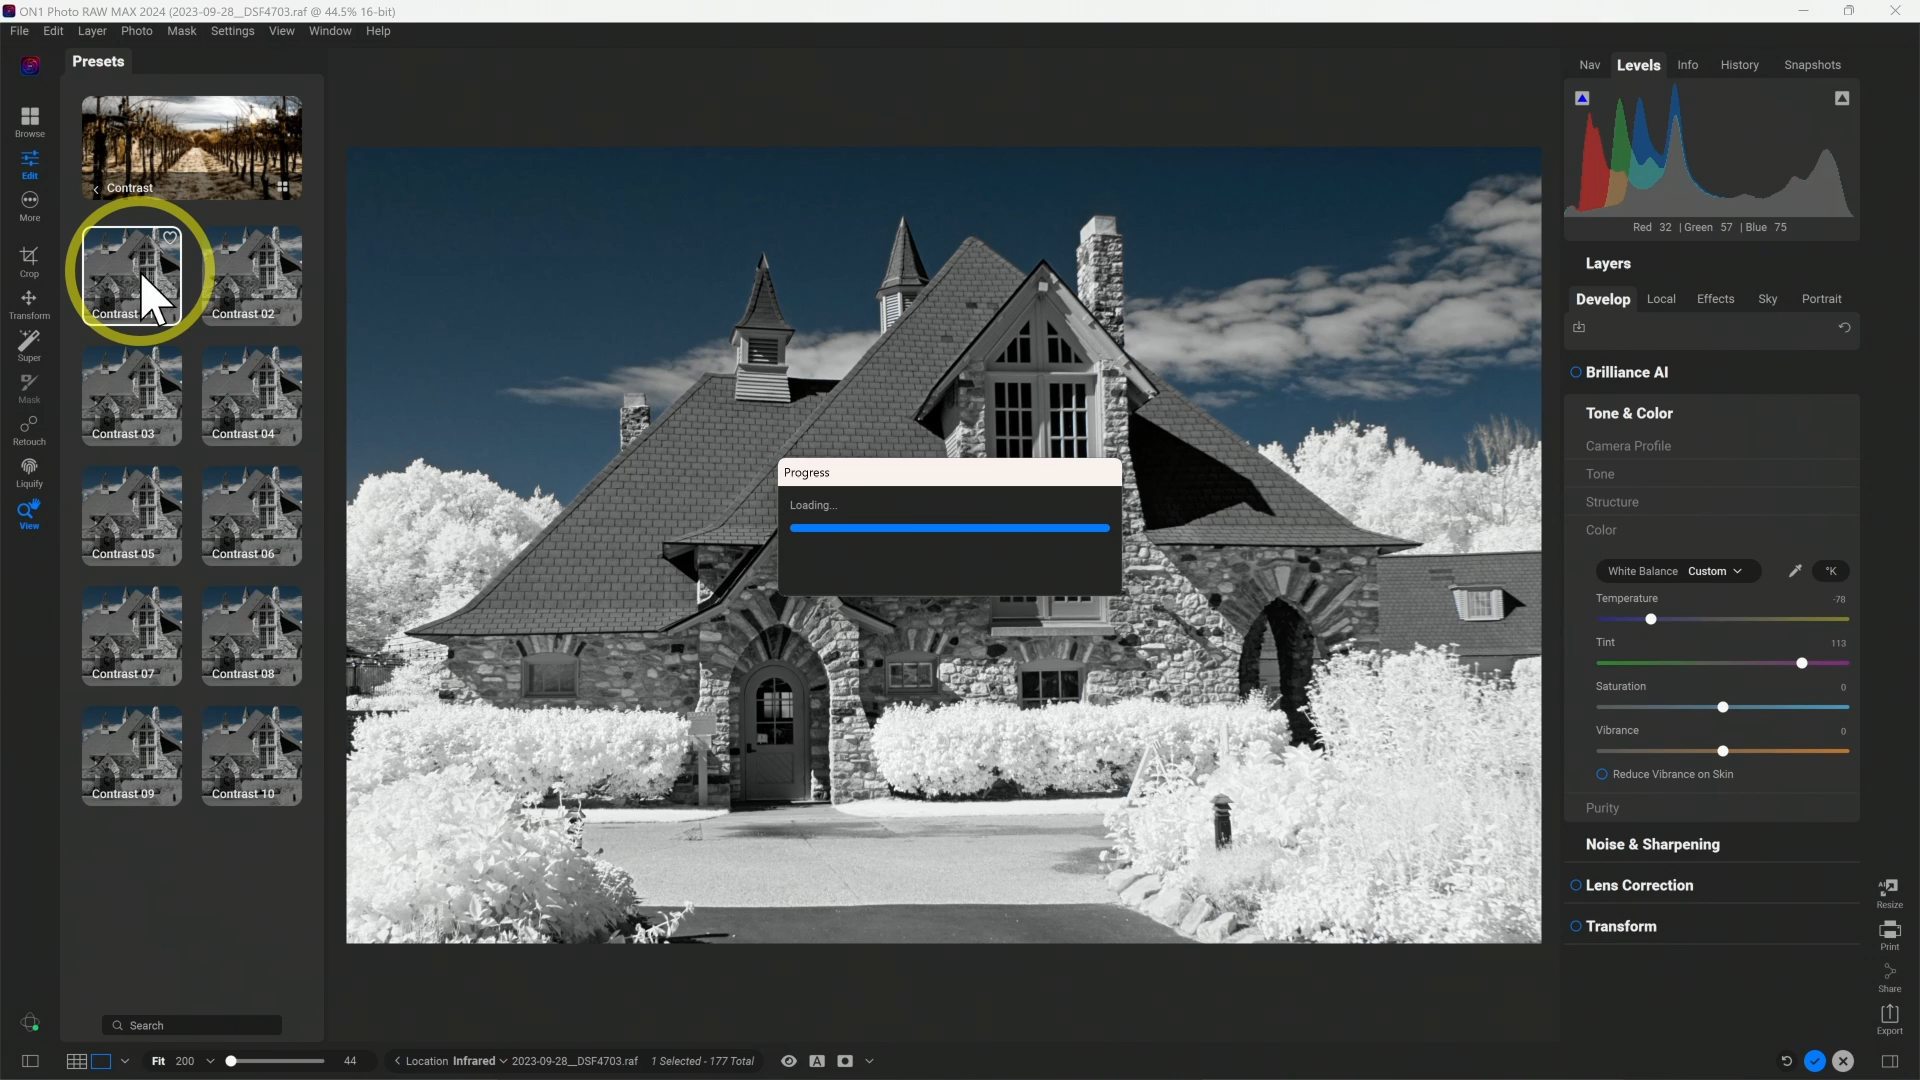 ON1 Photo RAW MAX 2024 (2023-09-28__DSF4703.raf @ 44.5% 16-bit)
File Edit Layer Photo Mask Settings View Window Help
Presets
Browse
Edit
More
Crop
Transform
Super
Mask
Retouch
Liquify
View
Contrast
Contrast
Contrast 02
Contrast 03
Contrast 04
Contrast 05
Contrast 06
Contrast 07
Contrast 08
Contrast 09
Contrast 10
Search
Progress
Loading...
Nav Levels Info History Snapshots
Red 32 | Green 57 | Blue 75
Layers
Develop Local Effects Sky Portrait
Brilliance AI
Tone & Color
Camera Profile
Tone
Structure
Color
White Balance Custom °K
Temperature -78
Tint 113
Saturation 0
Vibrance 0
Reduce Vibrance on Skin
Purity
Noise & Sharpening
Lens Correction
Transform
AI
Resize
Print
Share
Export
Fit 200 44 Location Infrared 2023-09-28__DSF4703.raf 1 Selected - 177 Total A